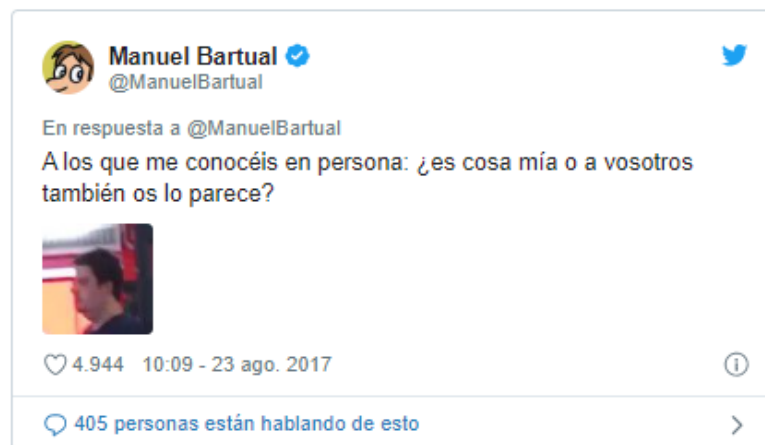 Manuel Bartual
@ManuelBartual
En respuesta a @ManuelBartual
A los que me conocéis en persona: ¿es cosa mía o a vosotros
también os lo parece?
4.944 10:09 - 23 ago. 2017
405 personas están hablando de esto